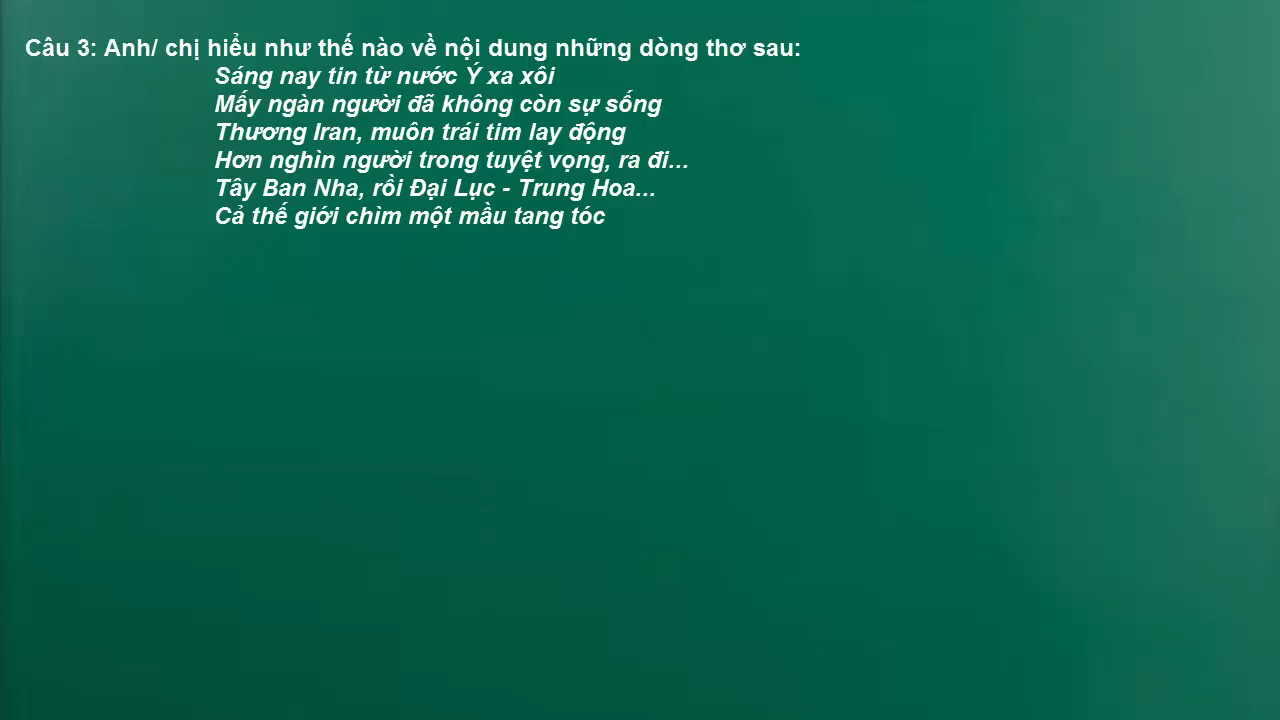 Câu 3: Anh/ chị hiểu như thế nào về nội dung những dòng thơ sau:
Sáng nay tin từ nước Ý xa xôi
Mấy ngàn người đã không còn sự sống
Thương Iran, muôn trái tim lay động
Hơn nghìn người trong tuyệt vọng, ra đi...
Tây Ban Nha, rồi Đại Lục - Trung Hoa...
Cả thế giới chìm một mầu tang tóc